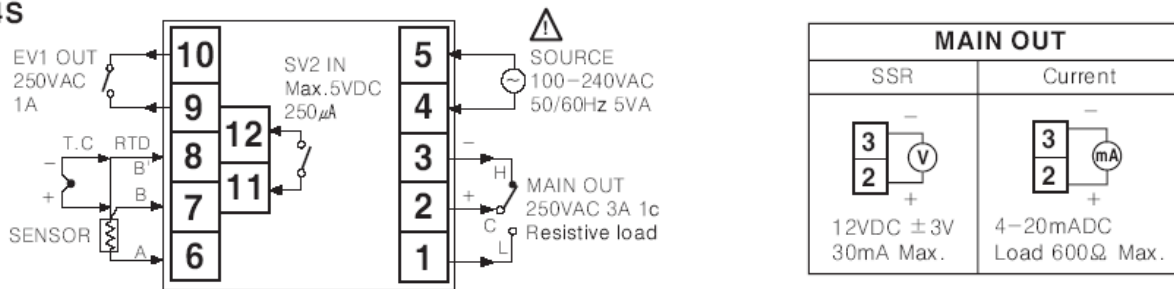 4S
EV1 OUT
250VAC
1A
10
9
8
7
6
12
11
SV2 IN
Max.5VDC
250㎂
T.C
RTD
−
+
B'
B
A
SENSOR
5
4
3
2
1
SOURCE
100−240VAC
50/60Hz 5VA
−
+
H
C
L
MAIN OUT
250VAC 3A 1c
Resistive load
MAIN OUT
SSR
Current
−
3
2
V
+
12VDC ±3V
30mA Max.
−
3
2
mA
+
4−20mADC
Load 600Ω Max.